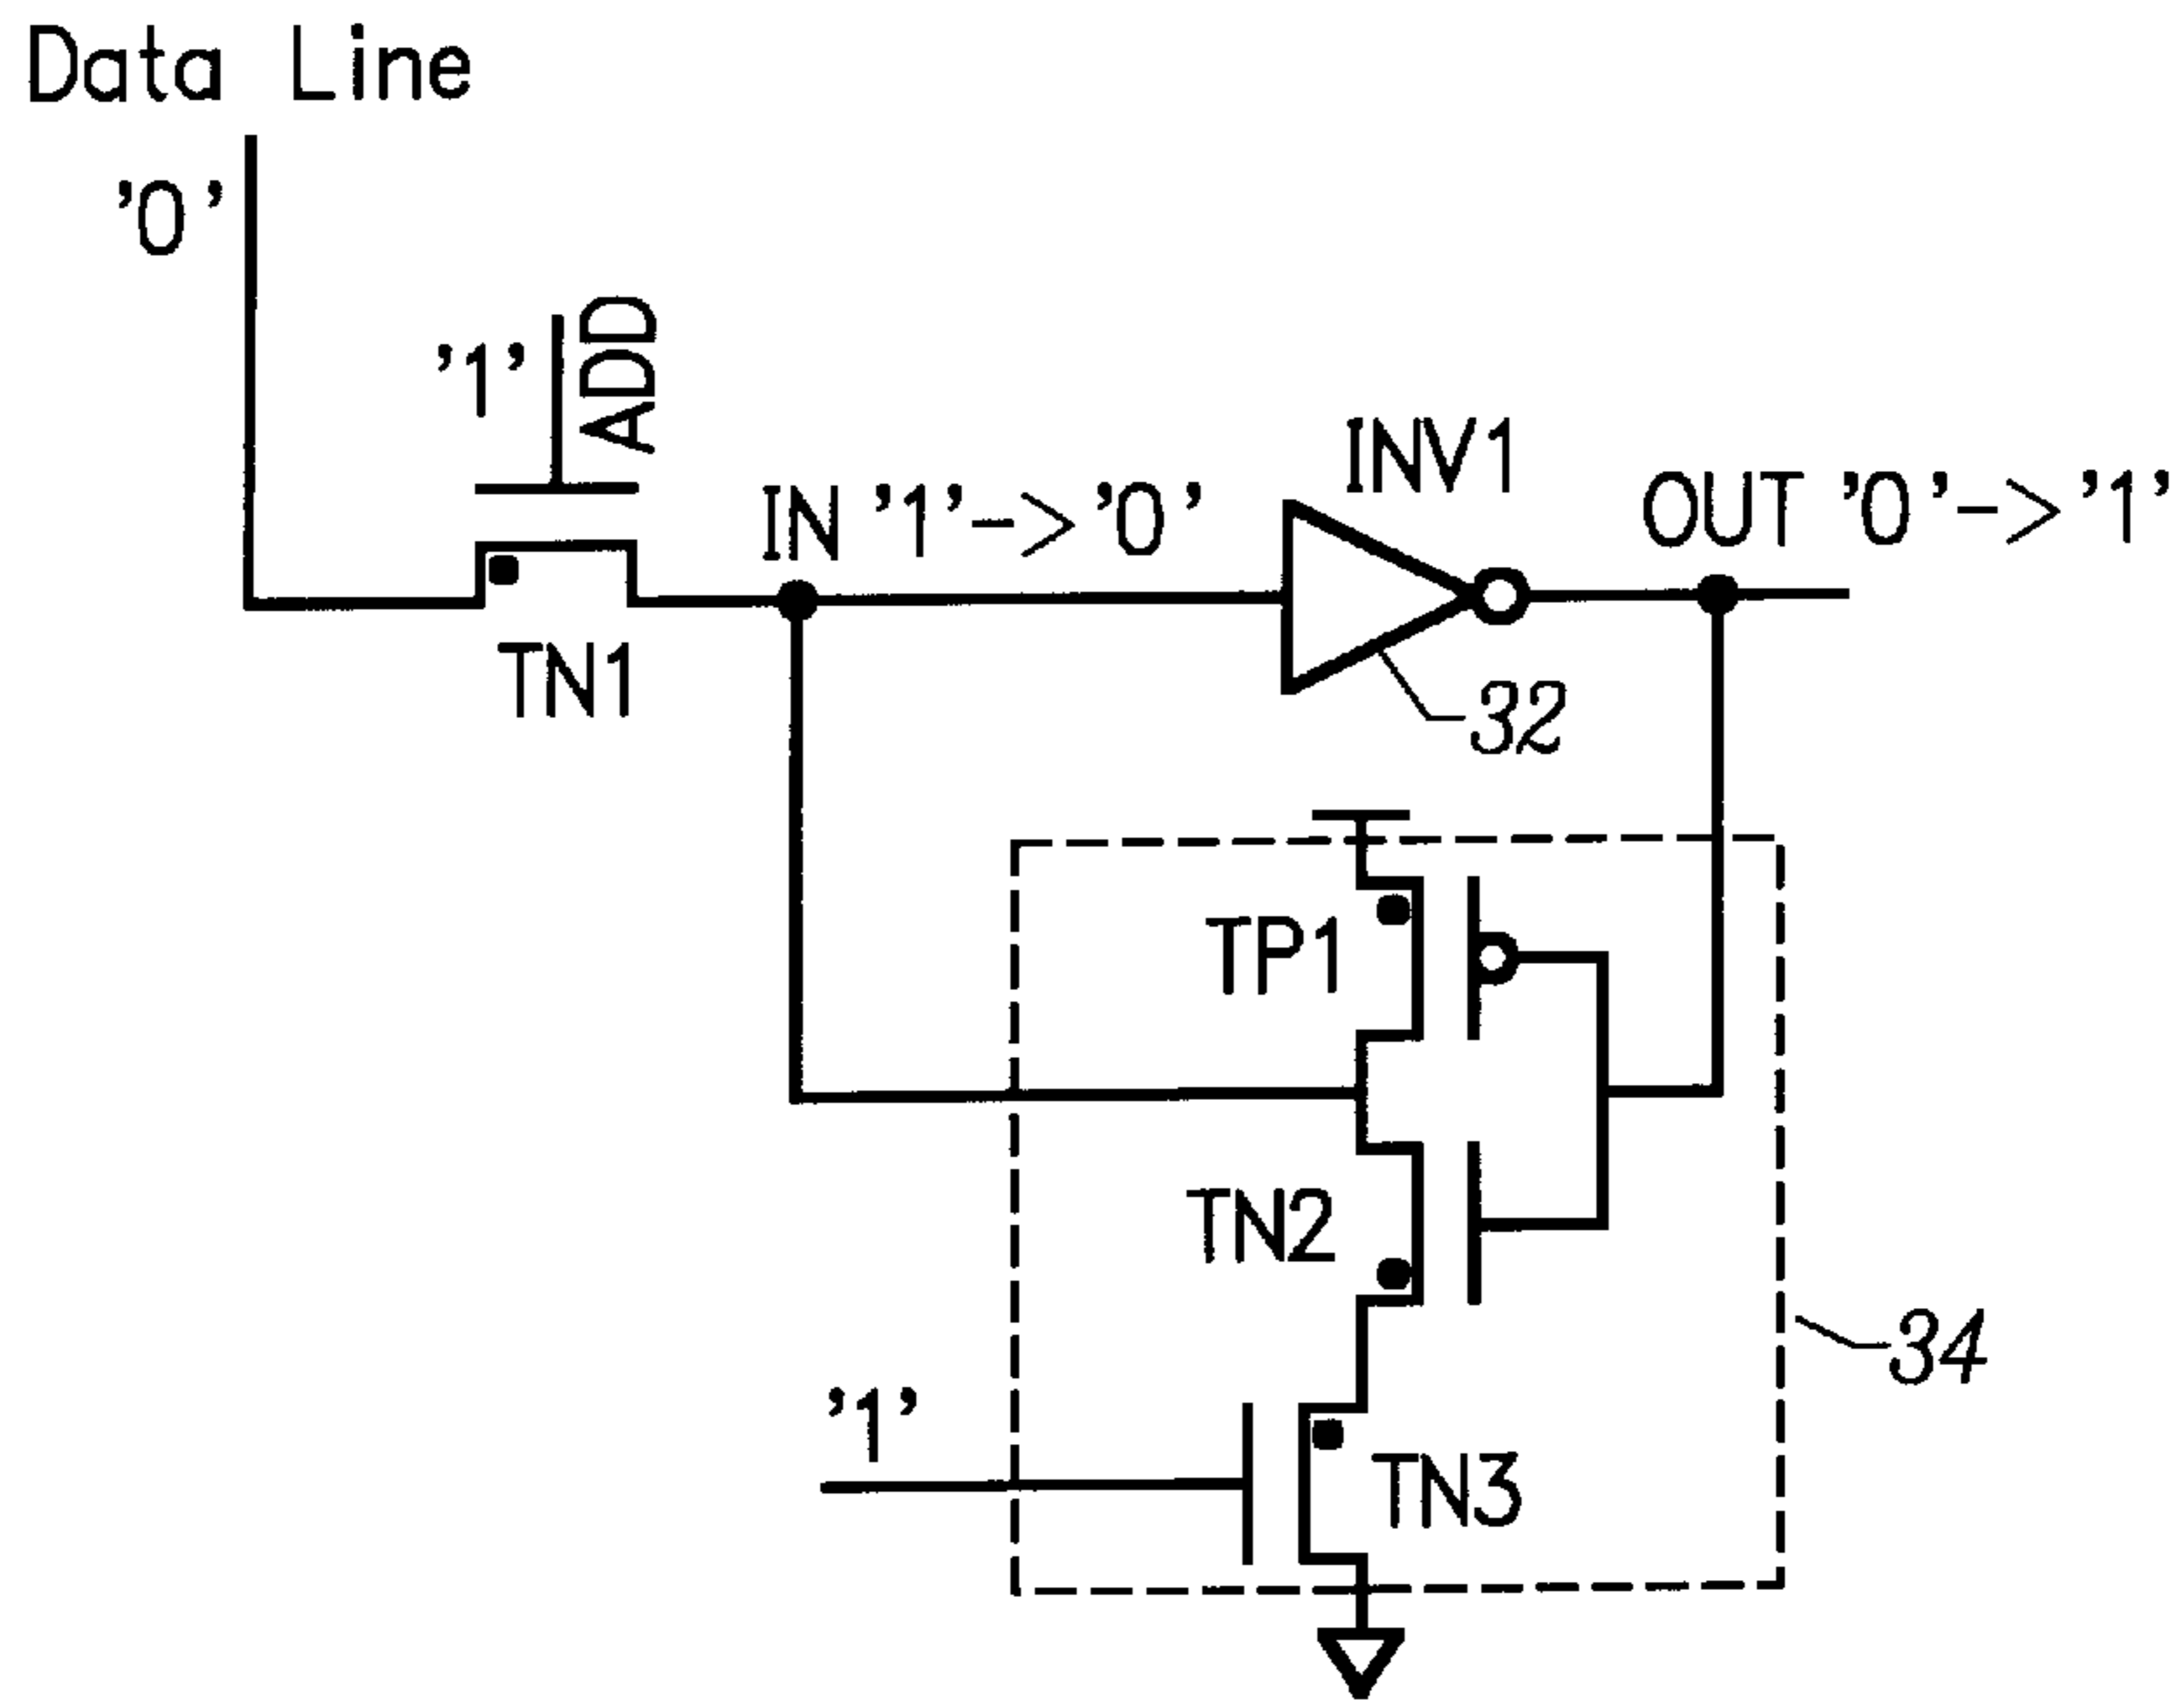 Data Line
'0'
'1'
ADD
TN1
IN '1'->'0'
INV1
OUT '0'->'1'
32
TP1
TN2
34
'1'
TN3